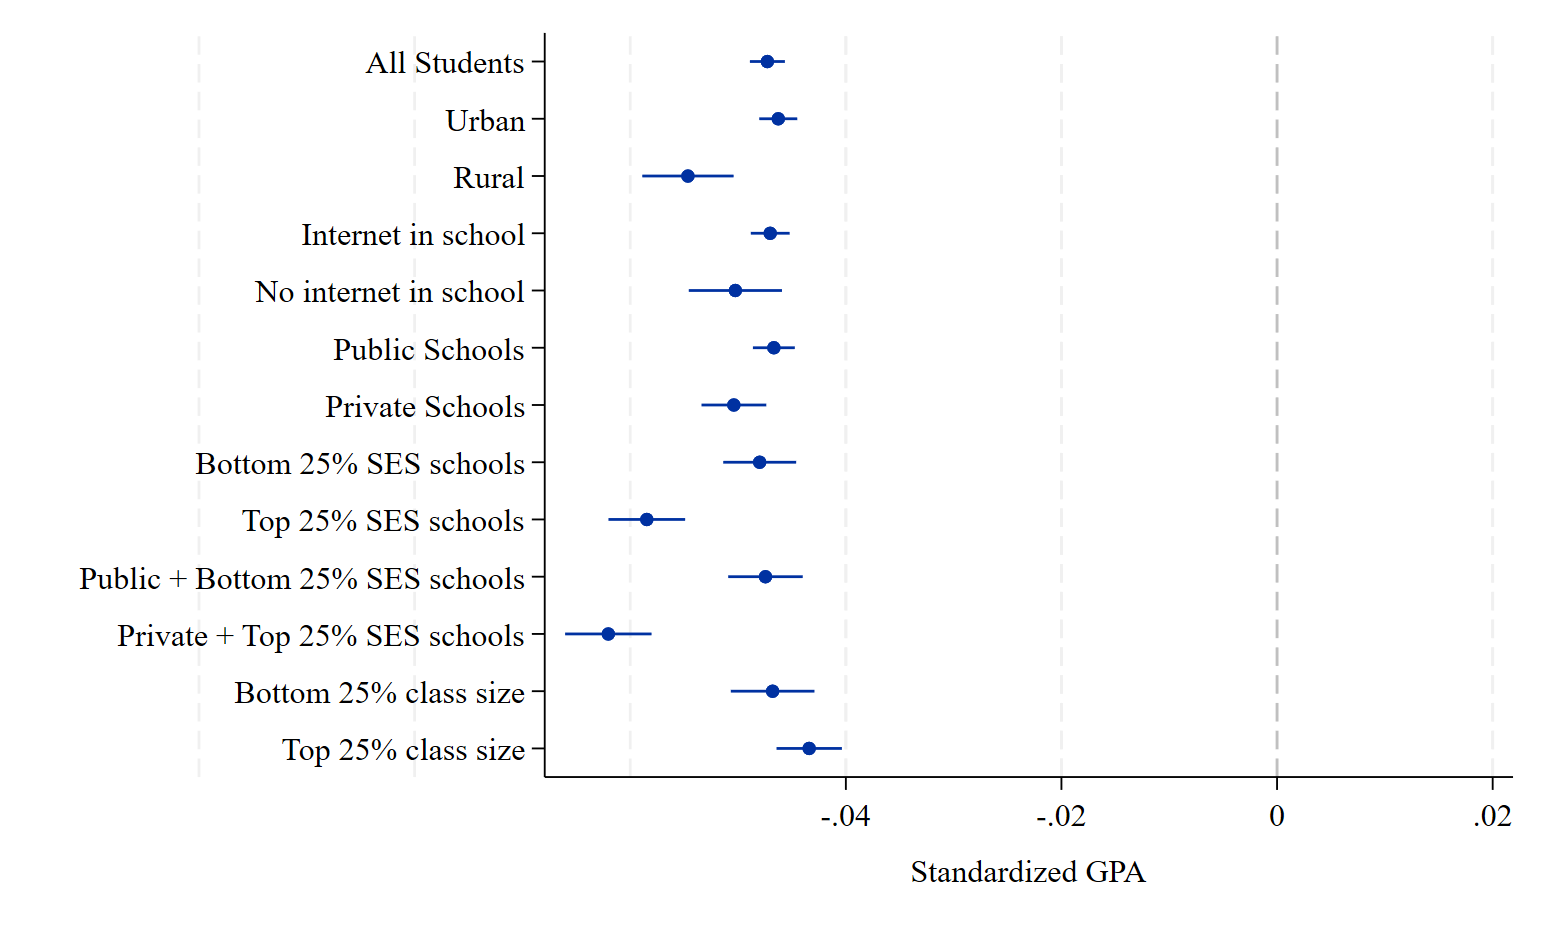 All Students
Urban
Rural
Internet in school
No internet in school
Public Schools
Private Schools
Bottom 25% SES schools
Top 25% SES schools
Public + Bottom 25% SES schools
Private + Top 25% SES schools
Bottom 25% class size
Top 25% class size
-.04 -.02 0 .02
Standardized GPA